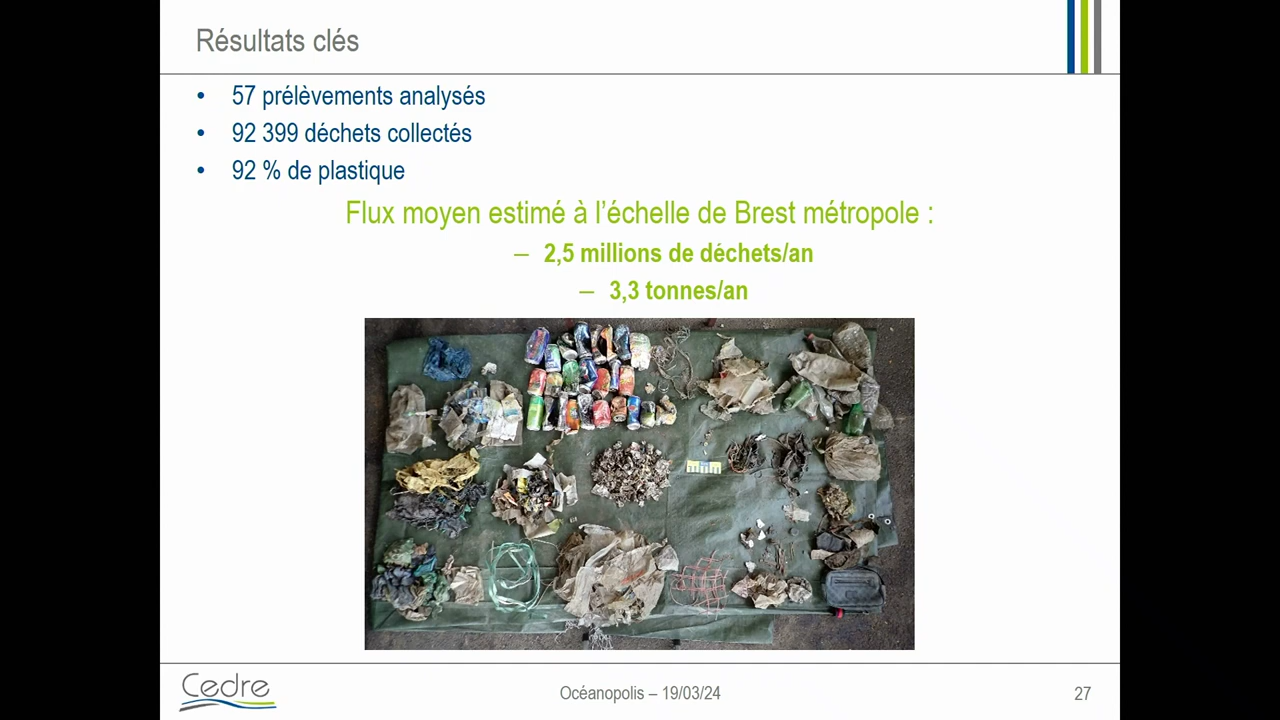 Résultats clés
• 57 prélèvements analysés
• 92 399 déchets collectés
• 92 % de plastique
Flux moyen estimé à l’échelle de Brest métropole :
– 2,5 millions de déchets/an
– 3,3 tonnes/an
Cedre
Océanopolis – 19/03/24
27